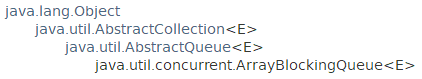 java.lang.Object
java.util.AbstractCollection<E>
java.util.AbstractQueue<E>
java.util.concurrent.ArrayBlockingQueue<E>